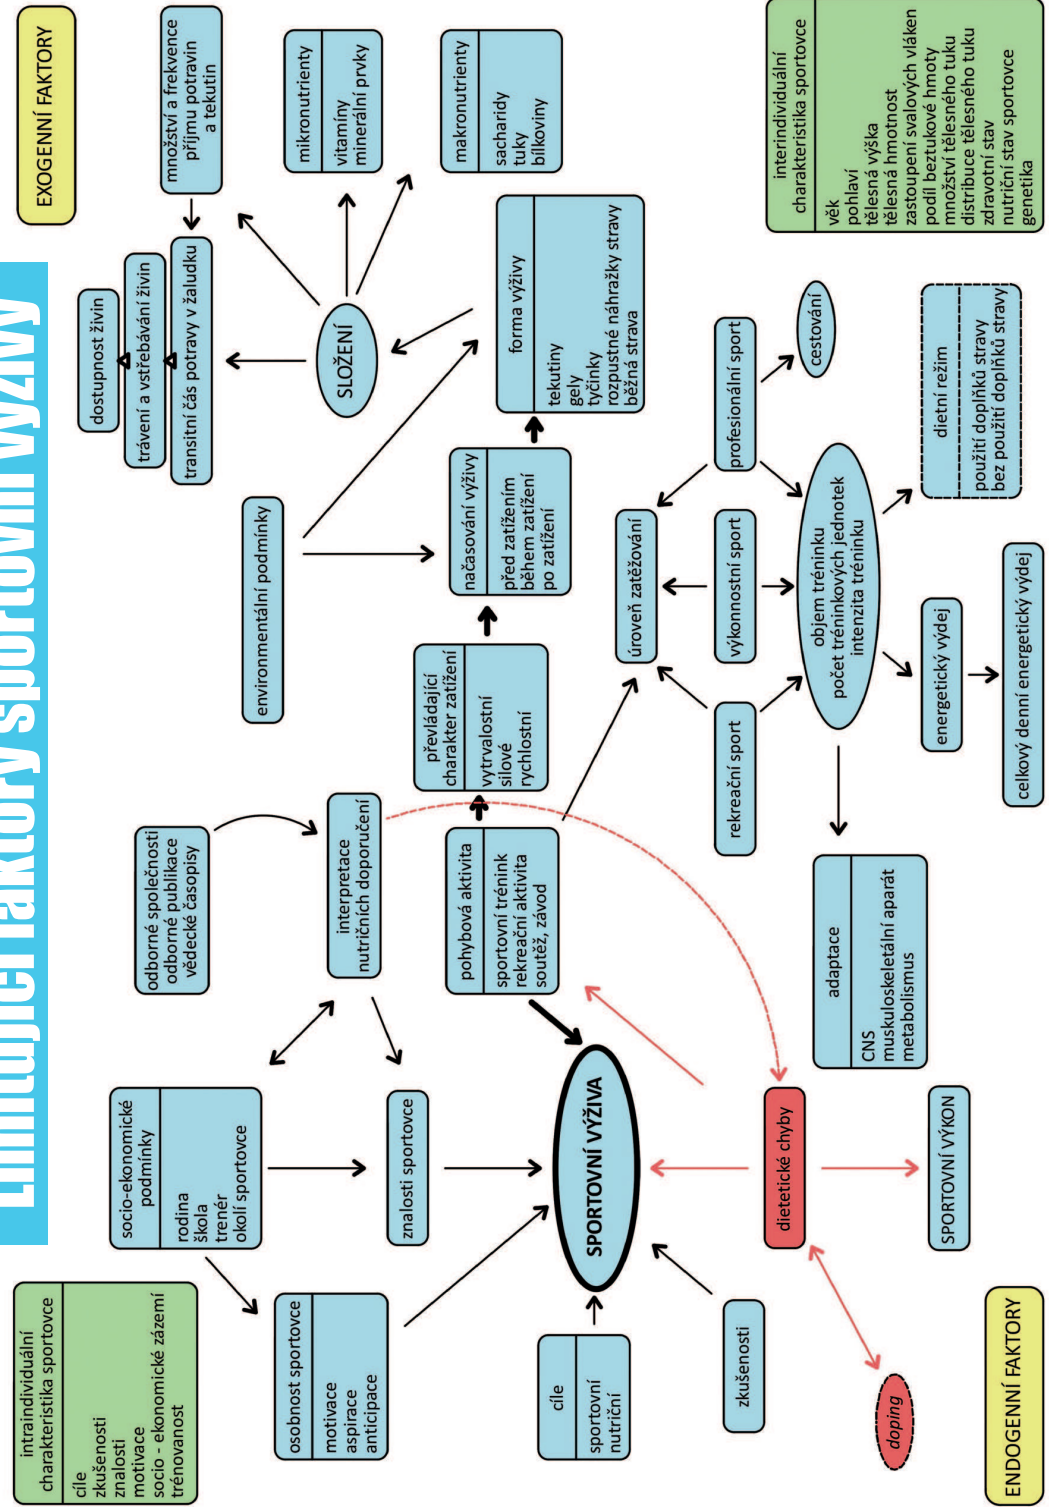 Limitující faktory sportovní výživy
intraindividuální
charakteristika sportovce
cíle
zkušenosti
znalosti
motivace
socio - ekonomické zázemí
trénovanost
socio-ekonomické
podmínky
rodina
škola
trenér
okolí sportovce
odborné společnosti
odborné publikace
vědecké časopisy
dostupnost živin
trávení a vstřebávání živin
transitní čas potravy v žaludku
množství a frekvence
příjmu potravin
a tekutin
EXOGENNÍ FAKTORY
osobnost sportovce
motivace
aspirace
anticipace
znalosti sportovce
interpretace
nutričních doporučení
environmentální podmínky
SLOŽENÍ
mikronutrienty
vitamíny
minerální prvky
makronutrienty
sacharidy
tuky
bílkoviny
pohybová aktivita
sportovní trénink
rekreační aktivita
soutěž, závod
převládající
charakter zatížení
vytrvalostní
silové
rychlostní
načasování výživy
před zatížením
během zatížení
po zatížení
forma výživy
tekutiny
gely
tyčinky
rozpustné náhražky stravy
běžná strava
cíle
sportovní
nutriční
SPORTOVNÍ VÝŽIVA
úroveň zatěžování
zkušenosti
dietetické chyby
rekreační sport
výkonnostní sport
profesionální sport
cestování
interindividuální
charakteristika sportovce
věk
pohlaví
tělesná výška
tělesná hmotnost
zastoupení svalových vláken
podíl beztukové hmoty
množství tělesného tuku
distribuce tělesného tuku
zdravotní stav
nutriční stav sportovce
genetika
objem tréninku
počet tréninkových jednotek
intenzita tréninku
adaptace
CNS
muskuloskeletální aparát
metabolismus
doping
SPORTOVNÍ VÝKON
energetický výdej
dietní režim
použití doplňků stravy
bez použití doplňků stravy
celkový denní energetický výdej
ENDOGENNÍ FAKTORY